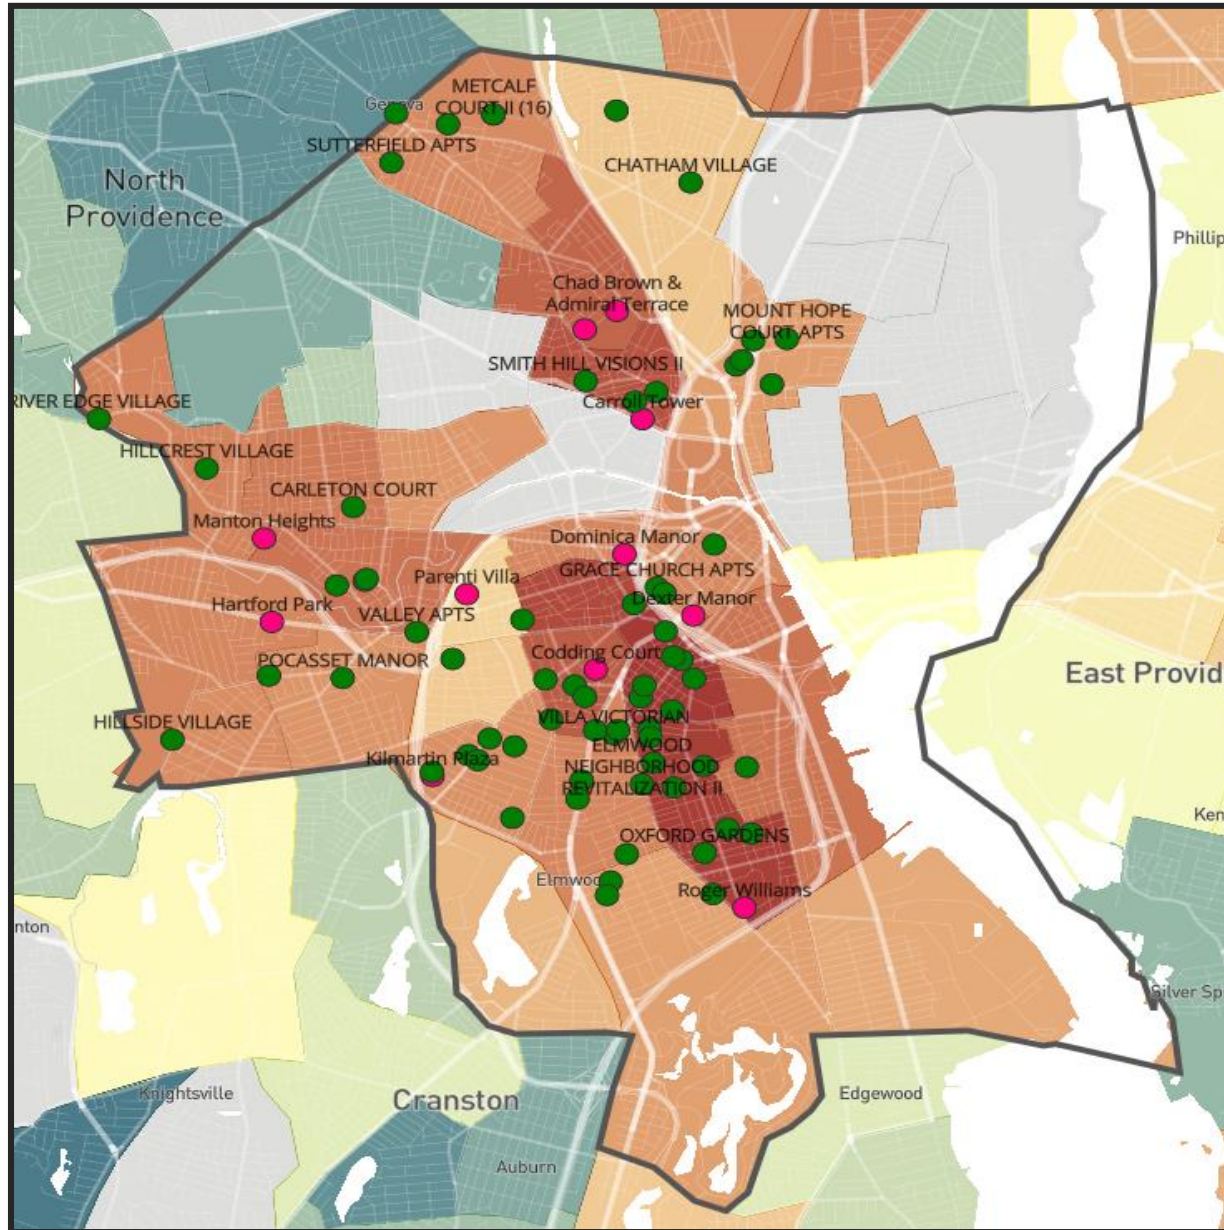 METCALF
Geneva COURT II (16)
SUTTERFIELD APTS
CHATHAM VILLAGE
North
Providence
Phillip
Chad Brown &
Admiral Terrace
MOUNT HOPE
COURT APTS
SMITH HILL VISIONS II
RIVER EDGE VILLAGE
Carroll Tower
HILLCREST VILLAGE
CARLETON COURT
Manton Heights
Dominica Manor
GRACE CHURCH APTS
Parenti Villa
Hartford Park
Dexter Manor
VALLEY APTS
Codding Court
POCASSET MANOR
East Provid
HILLSIDE VILLAGE
VILLA VICTORIAN
ELMWOOD
NEIGHBORHOOD
REVITALIZATION II
Kilmartin Plaza
Ken
OXFORD GARDENS
Elmwood
Roger Williams
nton
Silver Sp
Knightsville
Cranston
Edgewood
Auburn